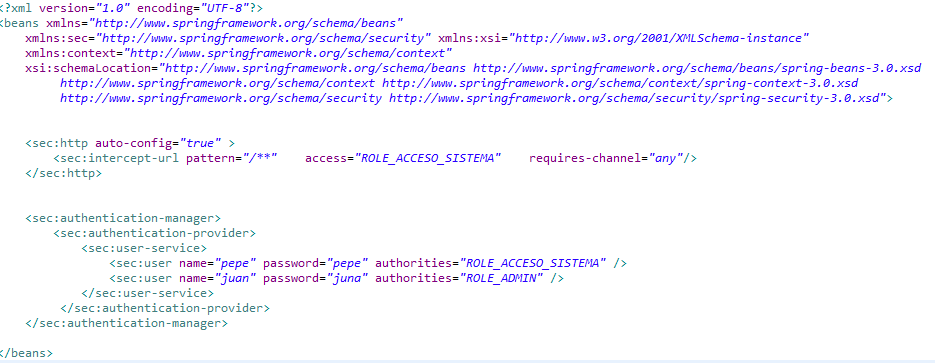 <?xml version="1.0" encoding="UTF-8"?>
<beans xmlns="http://www.springframework.org/schema/beans"
xmlns:sec="http://www.springframework.org/schema/security" xmlns:xsi="http://www.w3.org/2001/XMLSchema-instance"
xmlns:context="http://www.springframework.org/schema/context"
xsi:schemaLocation="http://www.springframework.org/schema/beans http://www.springframework.org/schema/beans/spring-beans-3.0.xsd
http://www.springframework.org/schema/context http://www.springframework.org/schema/context/spring-context-3.0.xsd
http://www.springframework.org/schema/security http://www.springframework.org/schema/security/spring-security-3.0.xsd">
<sec:http auto-config="true" >
<sec:intercept-url pattern="/**" access="ROLE_ACCESO_SISTEMA" requires-channel="any"/>
</sec:http>
<sec:authentication-manager>
<sec:authentication-provider>
<sec:user-service>
<sec:user name="pepe" password="pepe" authorities="ROLE_ACCESO_SISTEMA" />
<sec:user name="juan" password="juna" authorities="ROLE_ADMIN" />
</sec:user-service>
</sec:authentication-provider>
</sec:authentication-manager>
</beans>